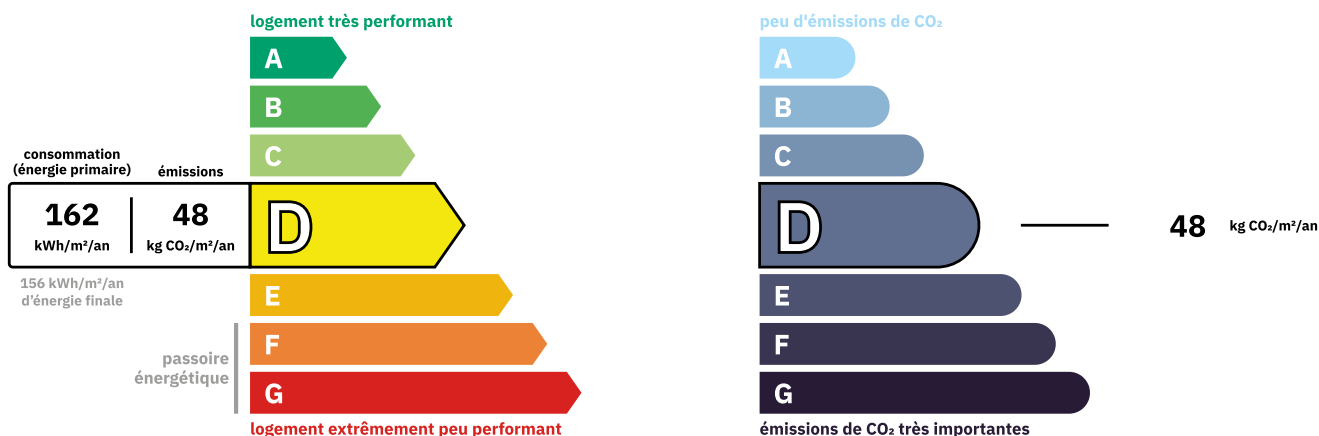 logement très performant
A
B
C
consommation
(énergie primaire)
émissions
162
kWh/m²/an
48
kg CO₂/m²/an
D
156 kWh/m²/an
d'énergie finale
E
F
G
passoire
énergétique
logement extrêmement peu performant
peu d'émissions de CO₂
A
B
C
D
48 kg CO₂/m²/an
E
F
G
émissions de CO₂ très importantes